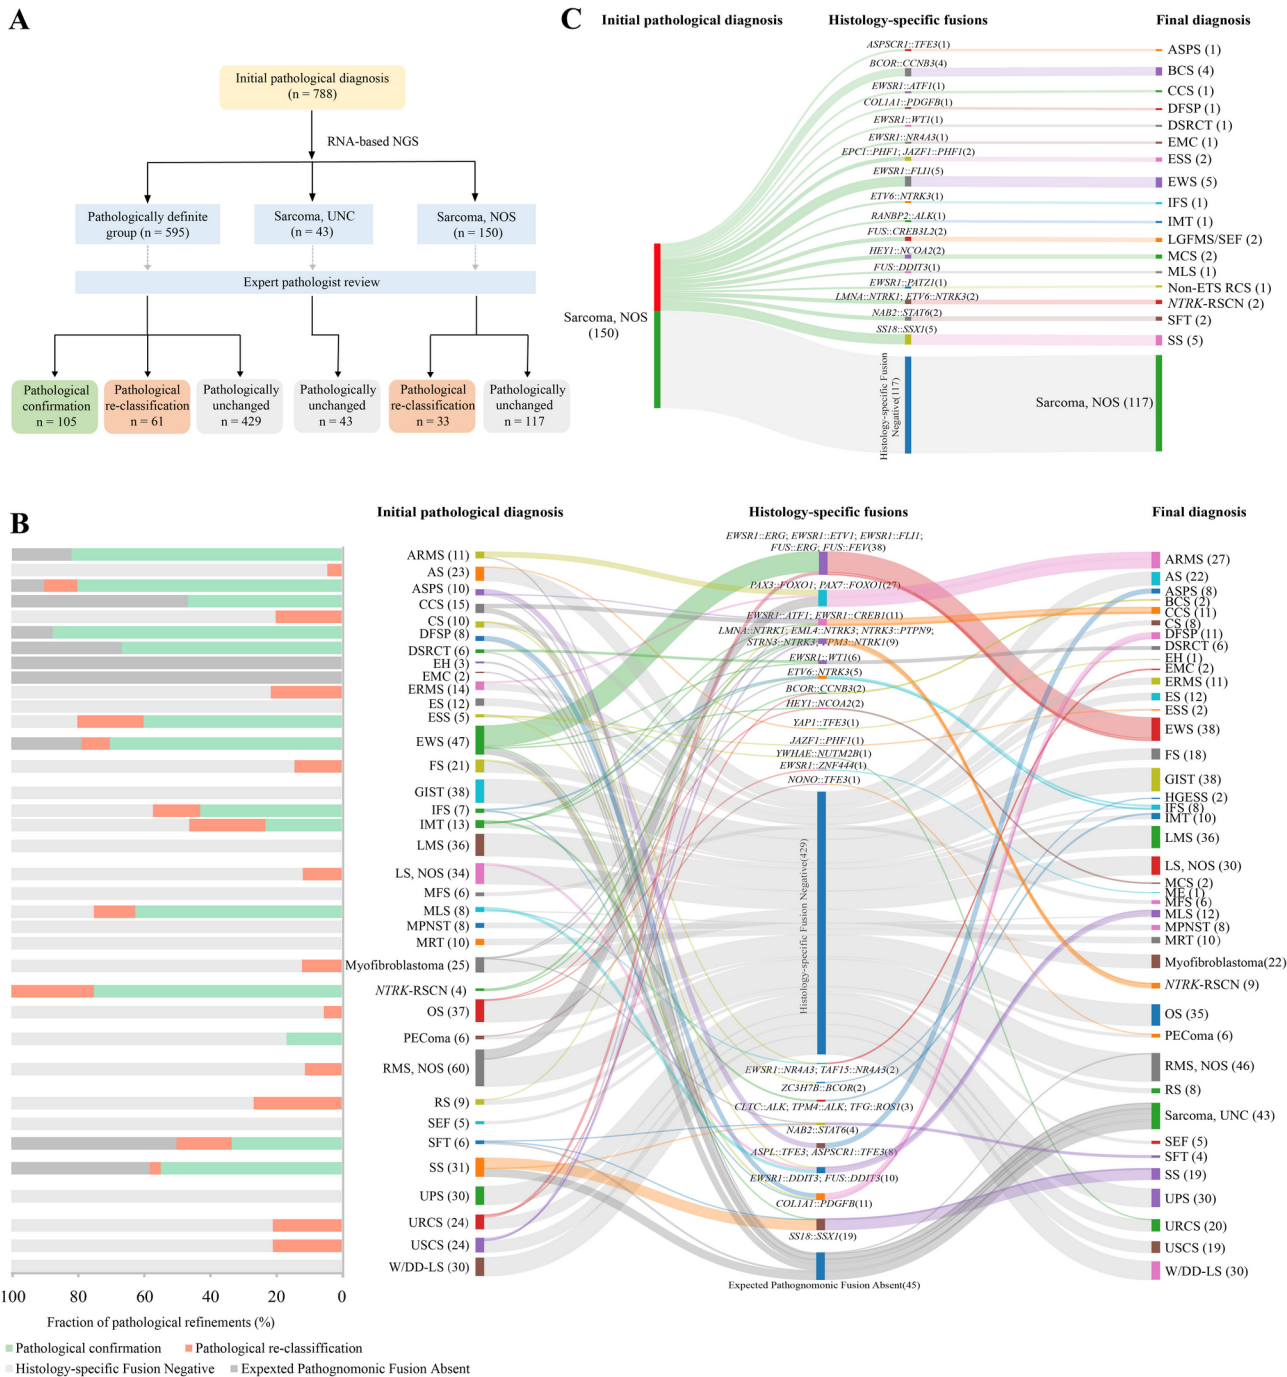 A
Initial pathological diagnosis
(n = 788)
RNA-based NGS
Pathologically definite
group (n = 595)
Sarcoma, UNC
(n = 43)
Sarcoma, NOS
(n = 150)
Expert pathologist review
Pathological
confirmation
n = 105
Pathological
re-classification
n = 61
Pathologically
unchanged
n = 429
Pathologically
unchanged
n = 43
Pathological
re-classification
n = 33
Pathologically
unchanged
n = 117
C
Initial pathological diagnosis
Histology-specific fusions
Final diagnosis
Sarcoma, NOS
(150)
ASPSCR1::TFE3(1)
BCOR::CCNB3(4)
EWSR1::ATF1(1)
COL1A1::PDGFB(1)
EWSR1::WT1(1)
EWSR1::NR4A3(1)
EPC1::PHF1; JAZF1::PHF1(2)
EWSR1::FLI1(5)
ETV6::NTRK3(1)
RANBP2::ALK(1)
FUS::CREB3L2(2)
HEY1::NCOA2(2)
FUS::DDIT3(1)
EWSR1::PATZ1(1)
LMNA::NTRK1; ETV6::NTRK3(2)
NAB2::STAT6(2)
SS18::SSX1(5)
Histology-specific Fusion
Negative(117)
ASPS (1)
BCS (4)
CCS (1)
DFSP (1)
DSRCT (1)
EMC (1)
ESS (2)
EWS (5)
IFS (1)
IMT (1)
LGFMS/SEF (2)
MCS (2)
MLS (1)
Non-ETS RCS (1)
NTRK-RSCN (2)
SFT (2)
SS (5)
Sarcoma, NOS (117)
B
Initial pathological diagnosis
Histology-specific fusions
Final diagnosis
ARMS (11)
AS (23)
ASPS (10)
CCS (15)
CS (10)
DFSP (8)
DSRCT (6)
EH (3)
EMC (2)
ERMS (14)
ES (12)
ESS (5)
EWS (47)
FS (21)
GIST (38)
IFS (7)
IMT (13)
LMS (36)
LS, NOS (34)
MFS (6)
MLS (8)
MPNST (8)
MRT (10)
Myofibroblastoma (25)
NTRK-RSCN (4)
OS (37)
PEComa (6)
RMS, NOS (60)
RS (9)
SEF (5)
SFT (6)
SS (31)
UPS (30)
URCS (24)
USCS (24)
W/DD-LS (30)
EWSR1::ERG; EWSR1::ETV1; EWSR1::FLI1;
FUS::ERG; FUS::FEV(38)
PAX3::FOXO1; PAX7::FOXO1(27)
EWSR1::ATF1; EWSR1::CREB1(11)
LMNA::NTRK1; EML4::NTRK3; NTRK3::PTPN9;
STRN3::NTRK3; TPM3::NTRK1(9)
EWSR1::WT1(6)
ETV6::NTRK3(5)
BCOR::CCNB3(2)
HEY1::NCOA2(2)
YAP1::TFE3(1)
JAZF1::PHF1(1)
YWHAE::NUTM2B(1)
EWSR1::ZNF444(1)
NONO::TFE3(1)
Histology-specific Fusion Negative(429)
EWSR1::NR4A3; TAF15::NR4A3(2)
ZC3H7B::BCOR(2)
CLTC::ALK; TPM4::ALK, TFG::ROS1(3)
NAB2::STAT6(4)
ASPL::TFE3; ASPSCR1::TFE3(8)
EWSR1::DDIT3; FUS::DDIT3(10)
COL1A1::PDGFB(11)
SS18::SSX1(19)
Expected Pathognomonic Fusion Absent(45)
ARMS (27)
AS (22)
ASPS (8)
BCS (2)
CCS (11)
CS (8)
DFSP (11)
DSRCT (6)
EH (1)
EMC (2)
ERMS (11)
ES (12)
ESS (2)
EWS (38)
FS (18)
GIST (38)
HGESS (2)
IFS (8)
IMT (10)
LMS (36)
LS, NOS (30)
MCS (2)
ME (1)
MFS (6)
MLS (12)
MPNST (8)
MRT (10)
Myofibroblastoma(22)
NTRK-RSCN (9)
OS (35)
PEComa (6)
RMS, NOS (46)
RS (8)
Sarcoma, UNC (43)
SEF (5)
SFT (4)
SS (19)
UPS (30)
URCS (20)
USCS (19)
W/DD-LS (30)
100 80 60 40 20 0
Fraction of pathological refinements (%)
Pathological confirmation
Pathological re-classiffication
Histology-specific Fusion Negative
Expexted Pathognomonic Fusion Absent